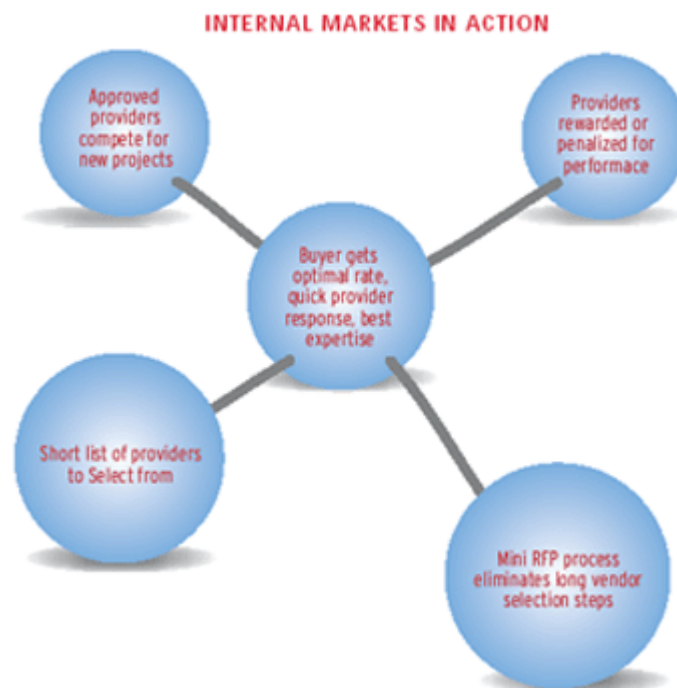 INTERNAL MARKETS IN ACTION
Approved
providers
compete for
new projects
Providers
rewarded or
penalized for
performace
Buyer gets
optimal rate,
quick provider
response, best
expertise
Short list of providers
to Select from
Mini RFP process
eliminates long vendor
selection steps